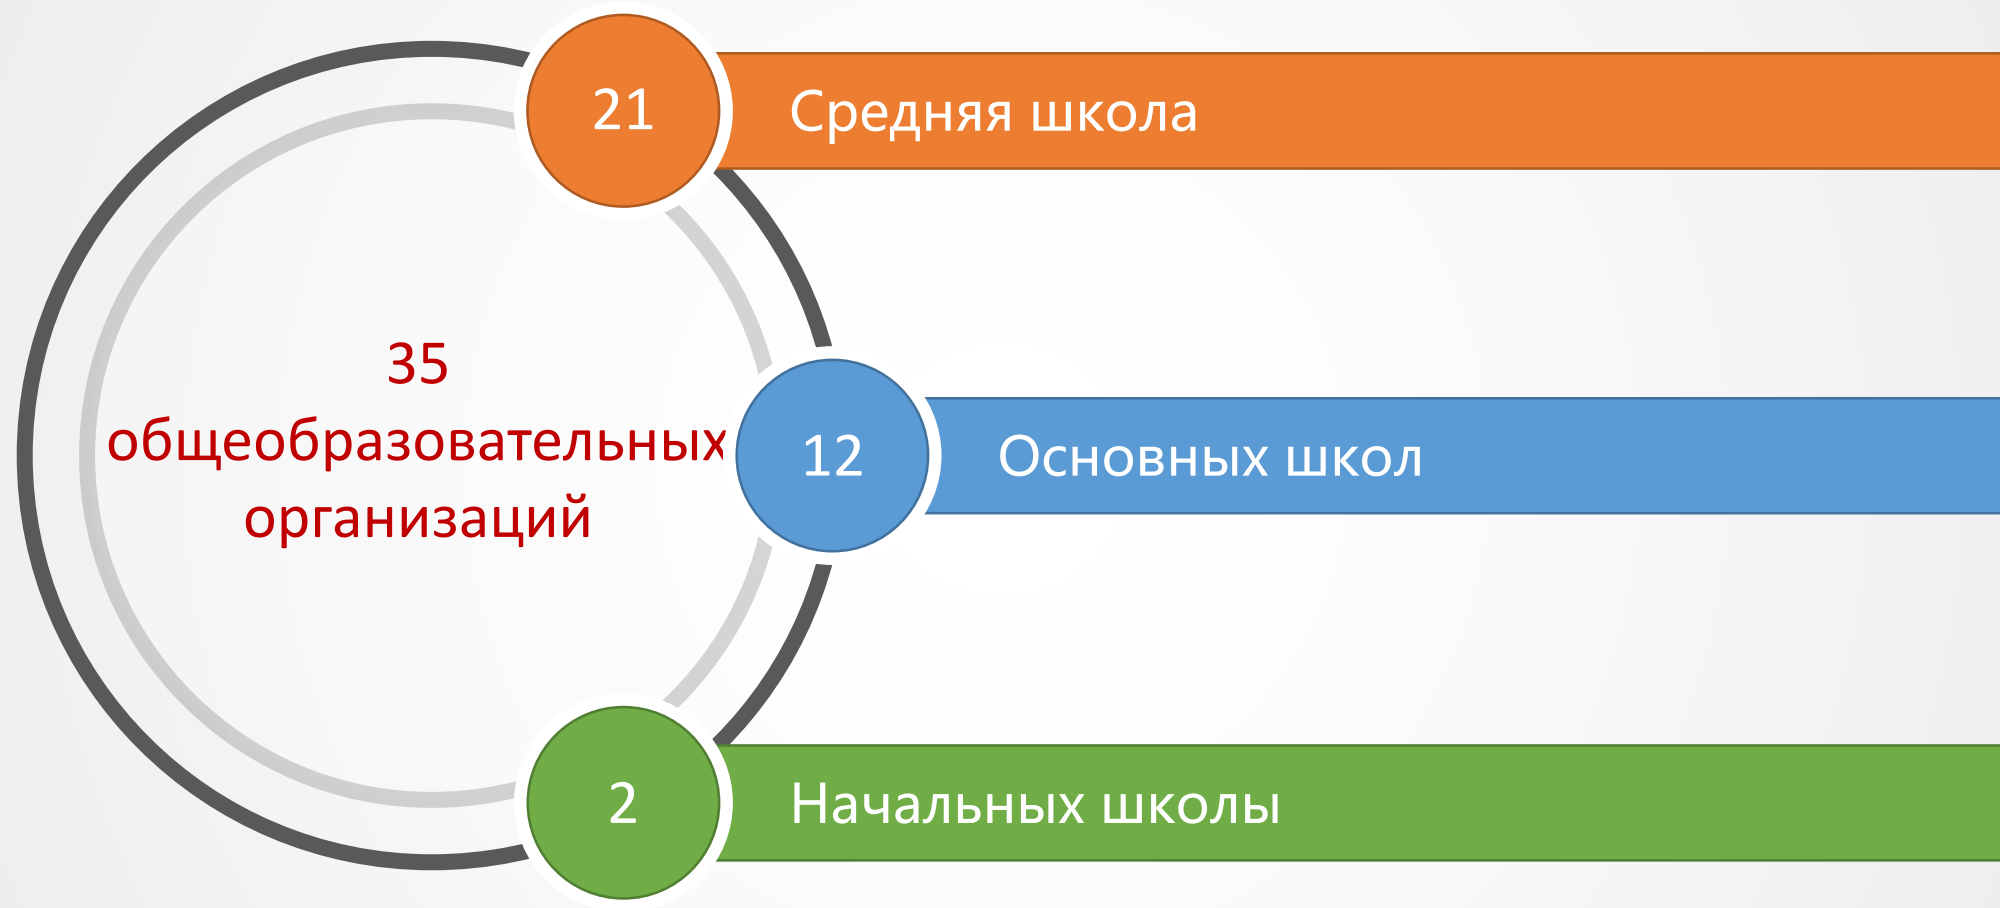 21
Средняя школа
35
общеобразовательных
организаций
12
Основных школ
2
Начальных школы